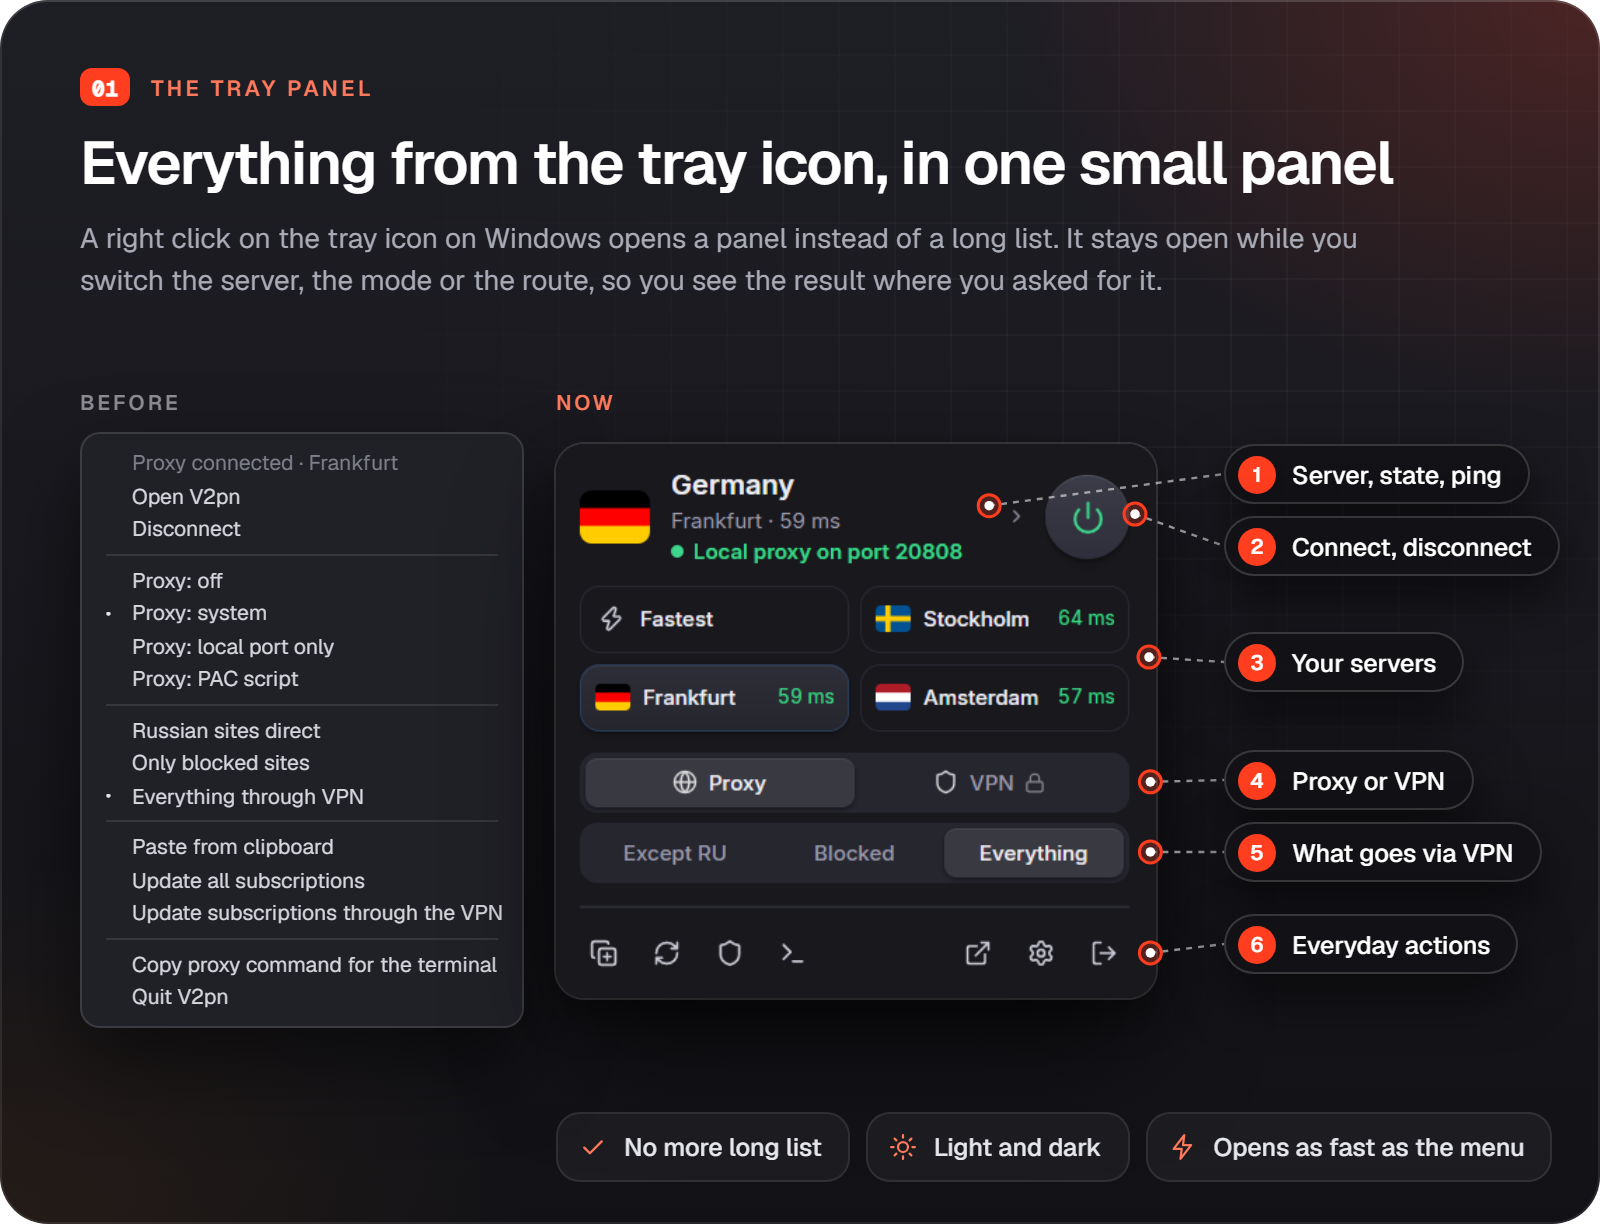 01 THE TRAY PANEL
Everything from the tray icon, in one small panel
A right click on the tray icon on Windows opens a panel instead of a long list. It stays open while you
switch the server, the mode or the route, so you see the result where you asked for it.
BEFORE
Proxy connected · Frankfurt
Open V2pn
Disconnect
Proxy: off
· Proxy: system
Proxy: local port only
Proxy: PAC script
Russian sites direct
Only blocked sites
· Everything through VPN
Paste from clipboard
Update all subscriptions
Update subscriptions through the VPN
Copy proxy command for the terminal
Quit V2pn
NOW
Germany
Frankfurt · 59 ms
Local proxy on port 20808
Fastest
Stockholm 64 ms
Frankfurt 59 ms
Amsterdam 57 ms
Proxy
VPN
Except RU
Blocked
Everything
1 Server, state, ping
2 Connect, disconnect
3 Your servers
4 Proxy or VPN
5 What goes via VPN
6 Everyday actions
No more long list
Light and dark
Opens as fast as the menu